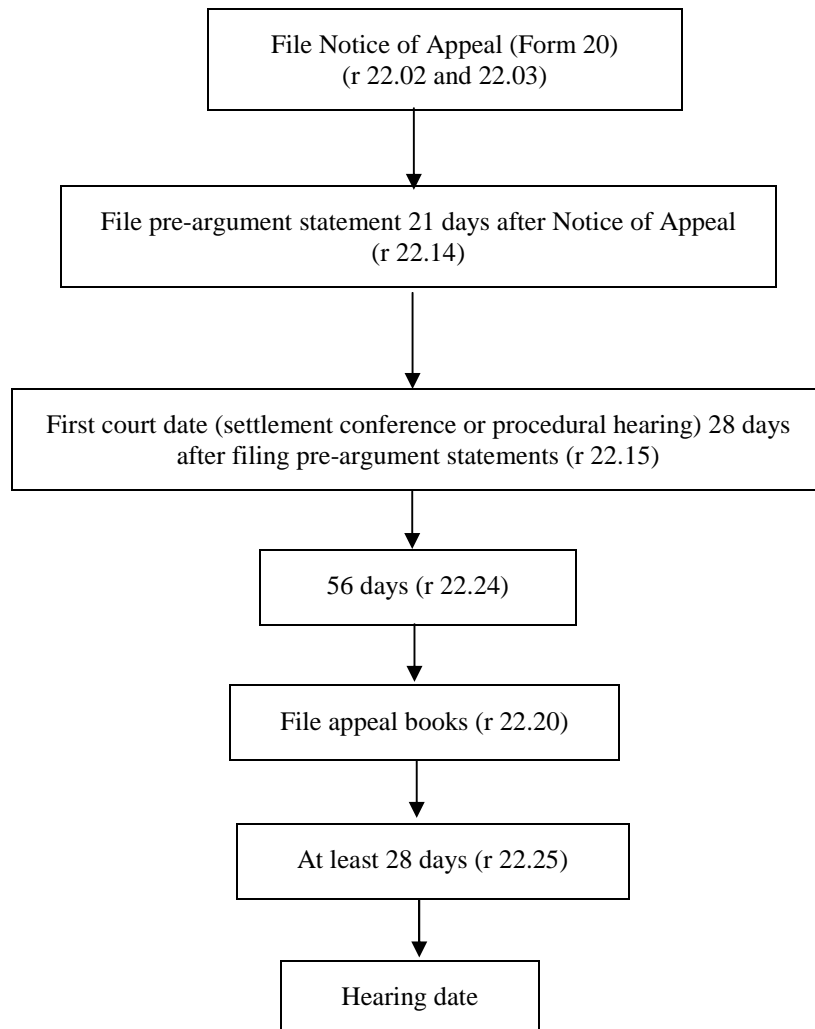 File Notice of Appeal (Form 20)
(r 22.02 and 22.03)
File pre-argument statement 21 days after Notice of Appeal
(r 22.14)
First court date (settlement conference or procedural hearing) 28 days
after filing pre-argument statements (r 22.15)
56 days (r 22.24)
File appeal books (r 22.20)
At least 28 days (r 22.25)
Hearing date